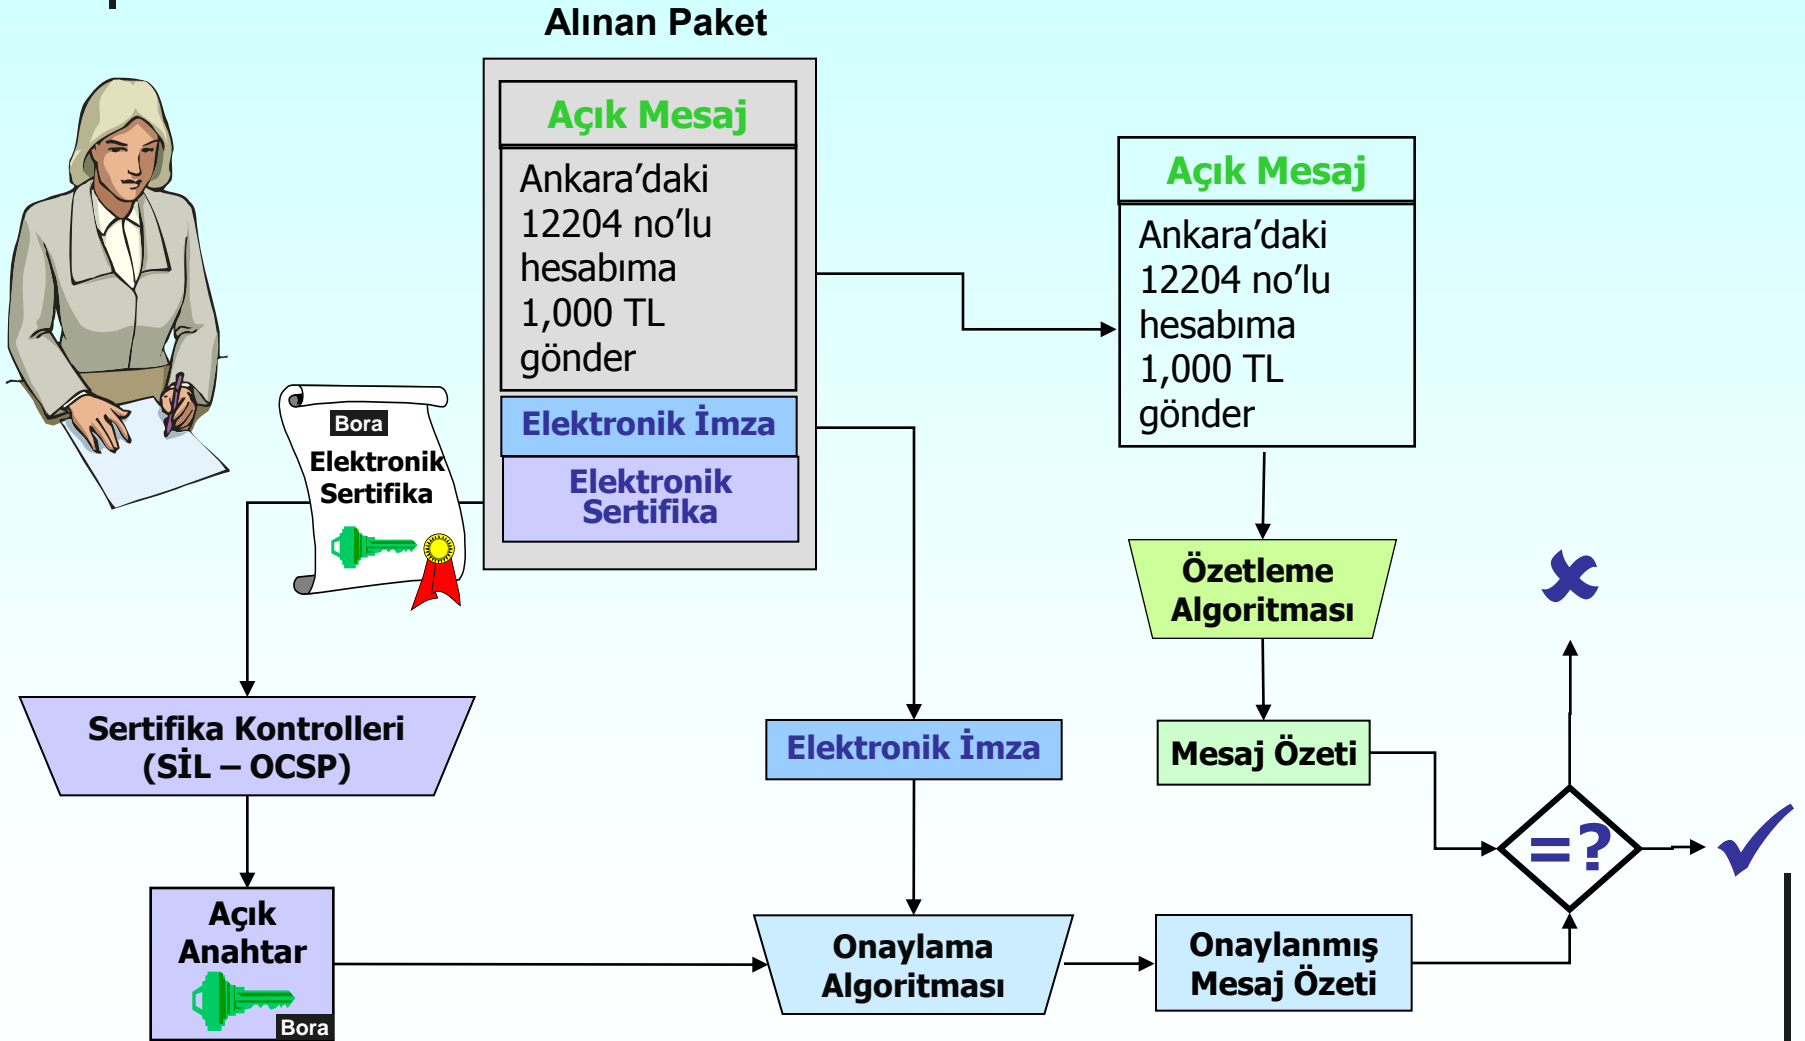 Alınan Paket
Açık Mesaj
Ankara’daki
12204 no’lu
hesabıma
1,000 TL
gönder
Elektronik İmza
Elektronik
Sertifika
Bora
Elektronik
Sertifika
Açık Mesaj
Ankara’daki
12204 no’lu
hesabıma
1,000 TL
gönder
Özetleme
Algoritması
Sertifika Kontrolleri
(SİL – OCSP)
Elektronik İmza
Mesaj Özeti
=?
Açık
Anahtar
Bora
Onaylama
Algoritması
Onaylanmış
Mesaj Özeti